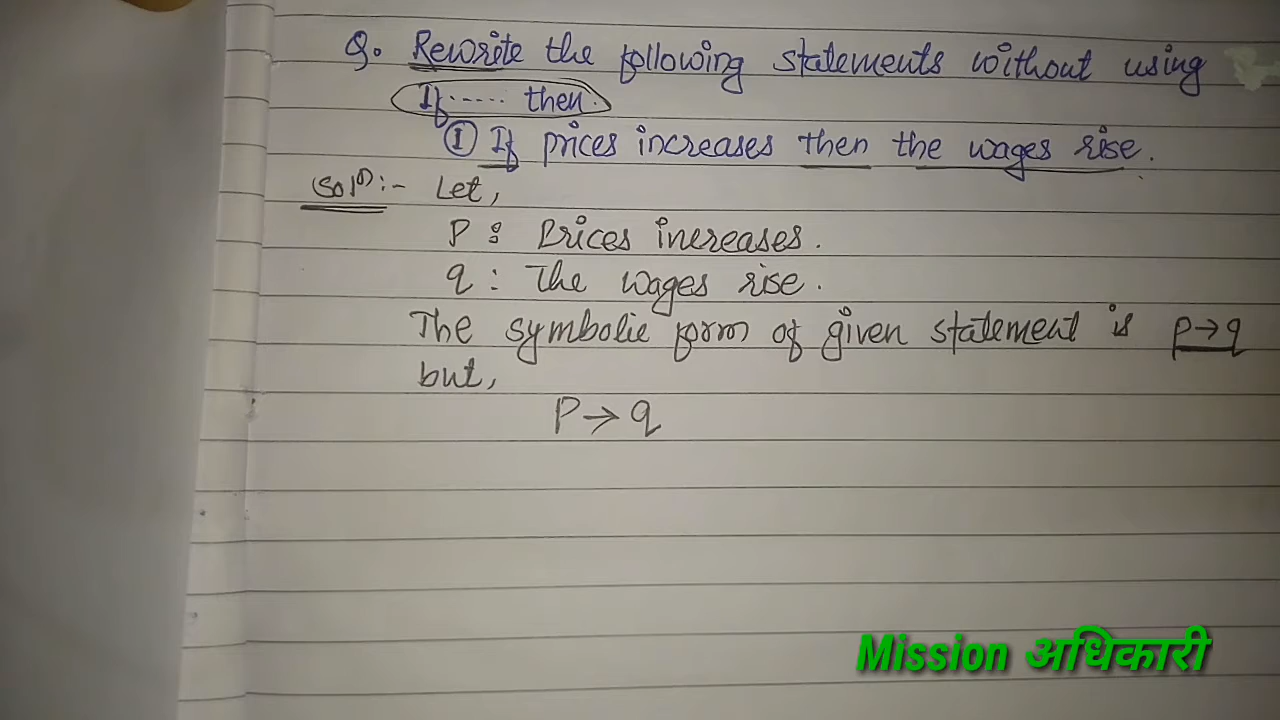 Q. Rewrite the following statements without using
If ..... then.
① If prices increases then the wages rise.
Solⁿ :- Let,
P : Prices increases.
q : The wages rise.
The symbolic form of given statement is p→q
but,
P→q
Mission अधिकारी